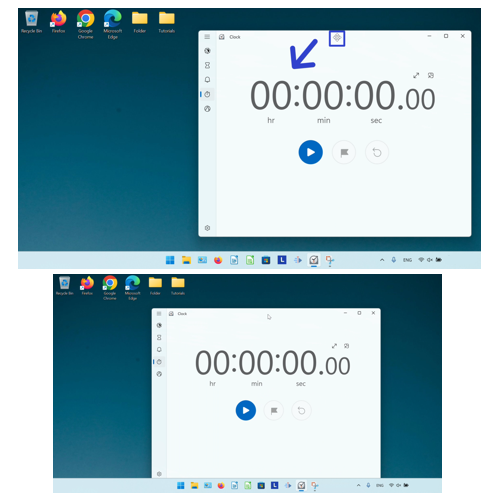 Recycle Bin
Firefox
Google Chrome
Microsoft Edge
Folder
Tutorials
Clock
00:00:00.00
hr min sec
ENG
Recycle Bin
Firefox
Google Chrome
Microsoft Edge
Folder
Tutorials
Clock
00:00:00.00
hr min sec
ENG